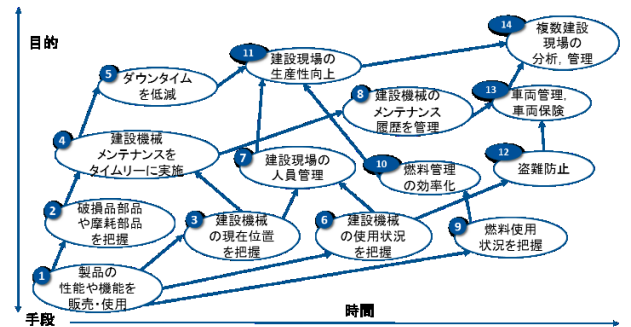 目的
14
複数建設
現場の
分析，管理
11
建設現場の
生産性向上
5
ダウンタイム
を低減
8
建設機械の
メンテナンス
履歴を管理
13
車両管理，
車両保険
4
建設機械
メンテナンスを
タイムリーに実施
7
建設現場の
人員管理
10
燃料管理
の効率化
12
盗難防止
2
破損品部品
や摩耗部品
を把握
3
建設機械
の現在位置
を把握
6
建設機械
の使用状況
を把握
9
燃料使用
状況を把握
1
製品の
性能や機能を
販売・使用
手段
時間